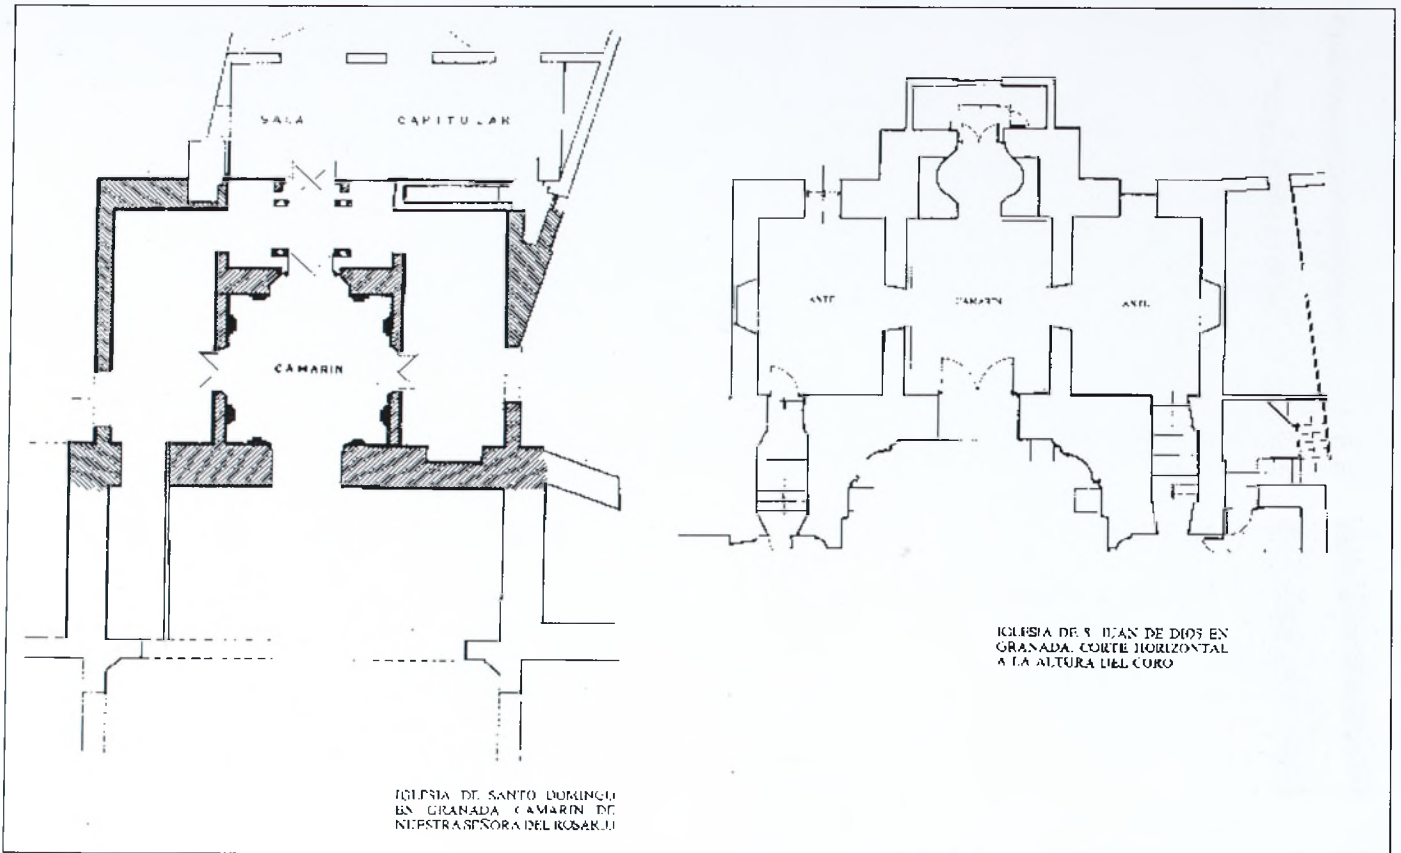 SALA CAPITULAR
CAMARIN
IGLESIA DE SANTO DOMINGO
EN GRANADA. CAMARIN DE
NUESTRA SEÑORA DEL ROSARIO
ANTE
CAMARIN
ANTE
IGLESIA DE S. JUAN DE DIOS EN
GRANADA. CORTE HORIZONTAL
A LA ALTURA DEL CORO